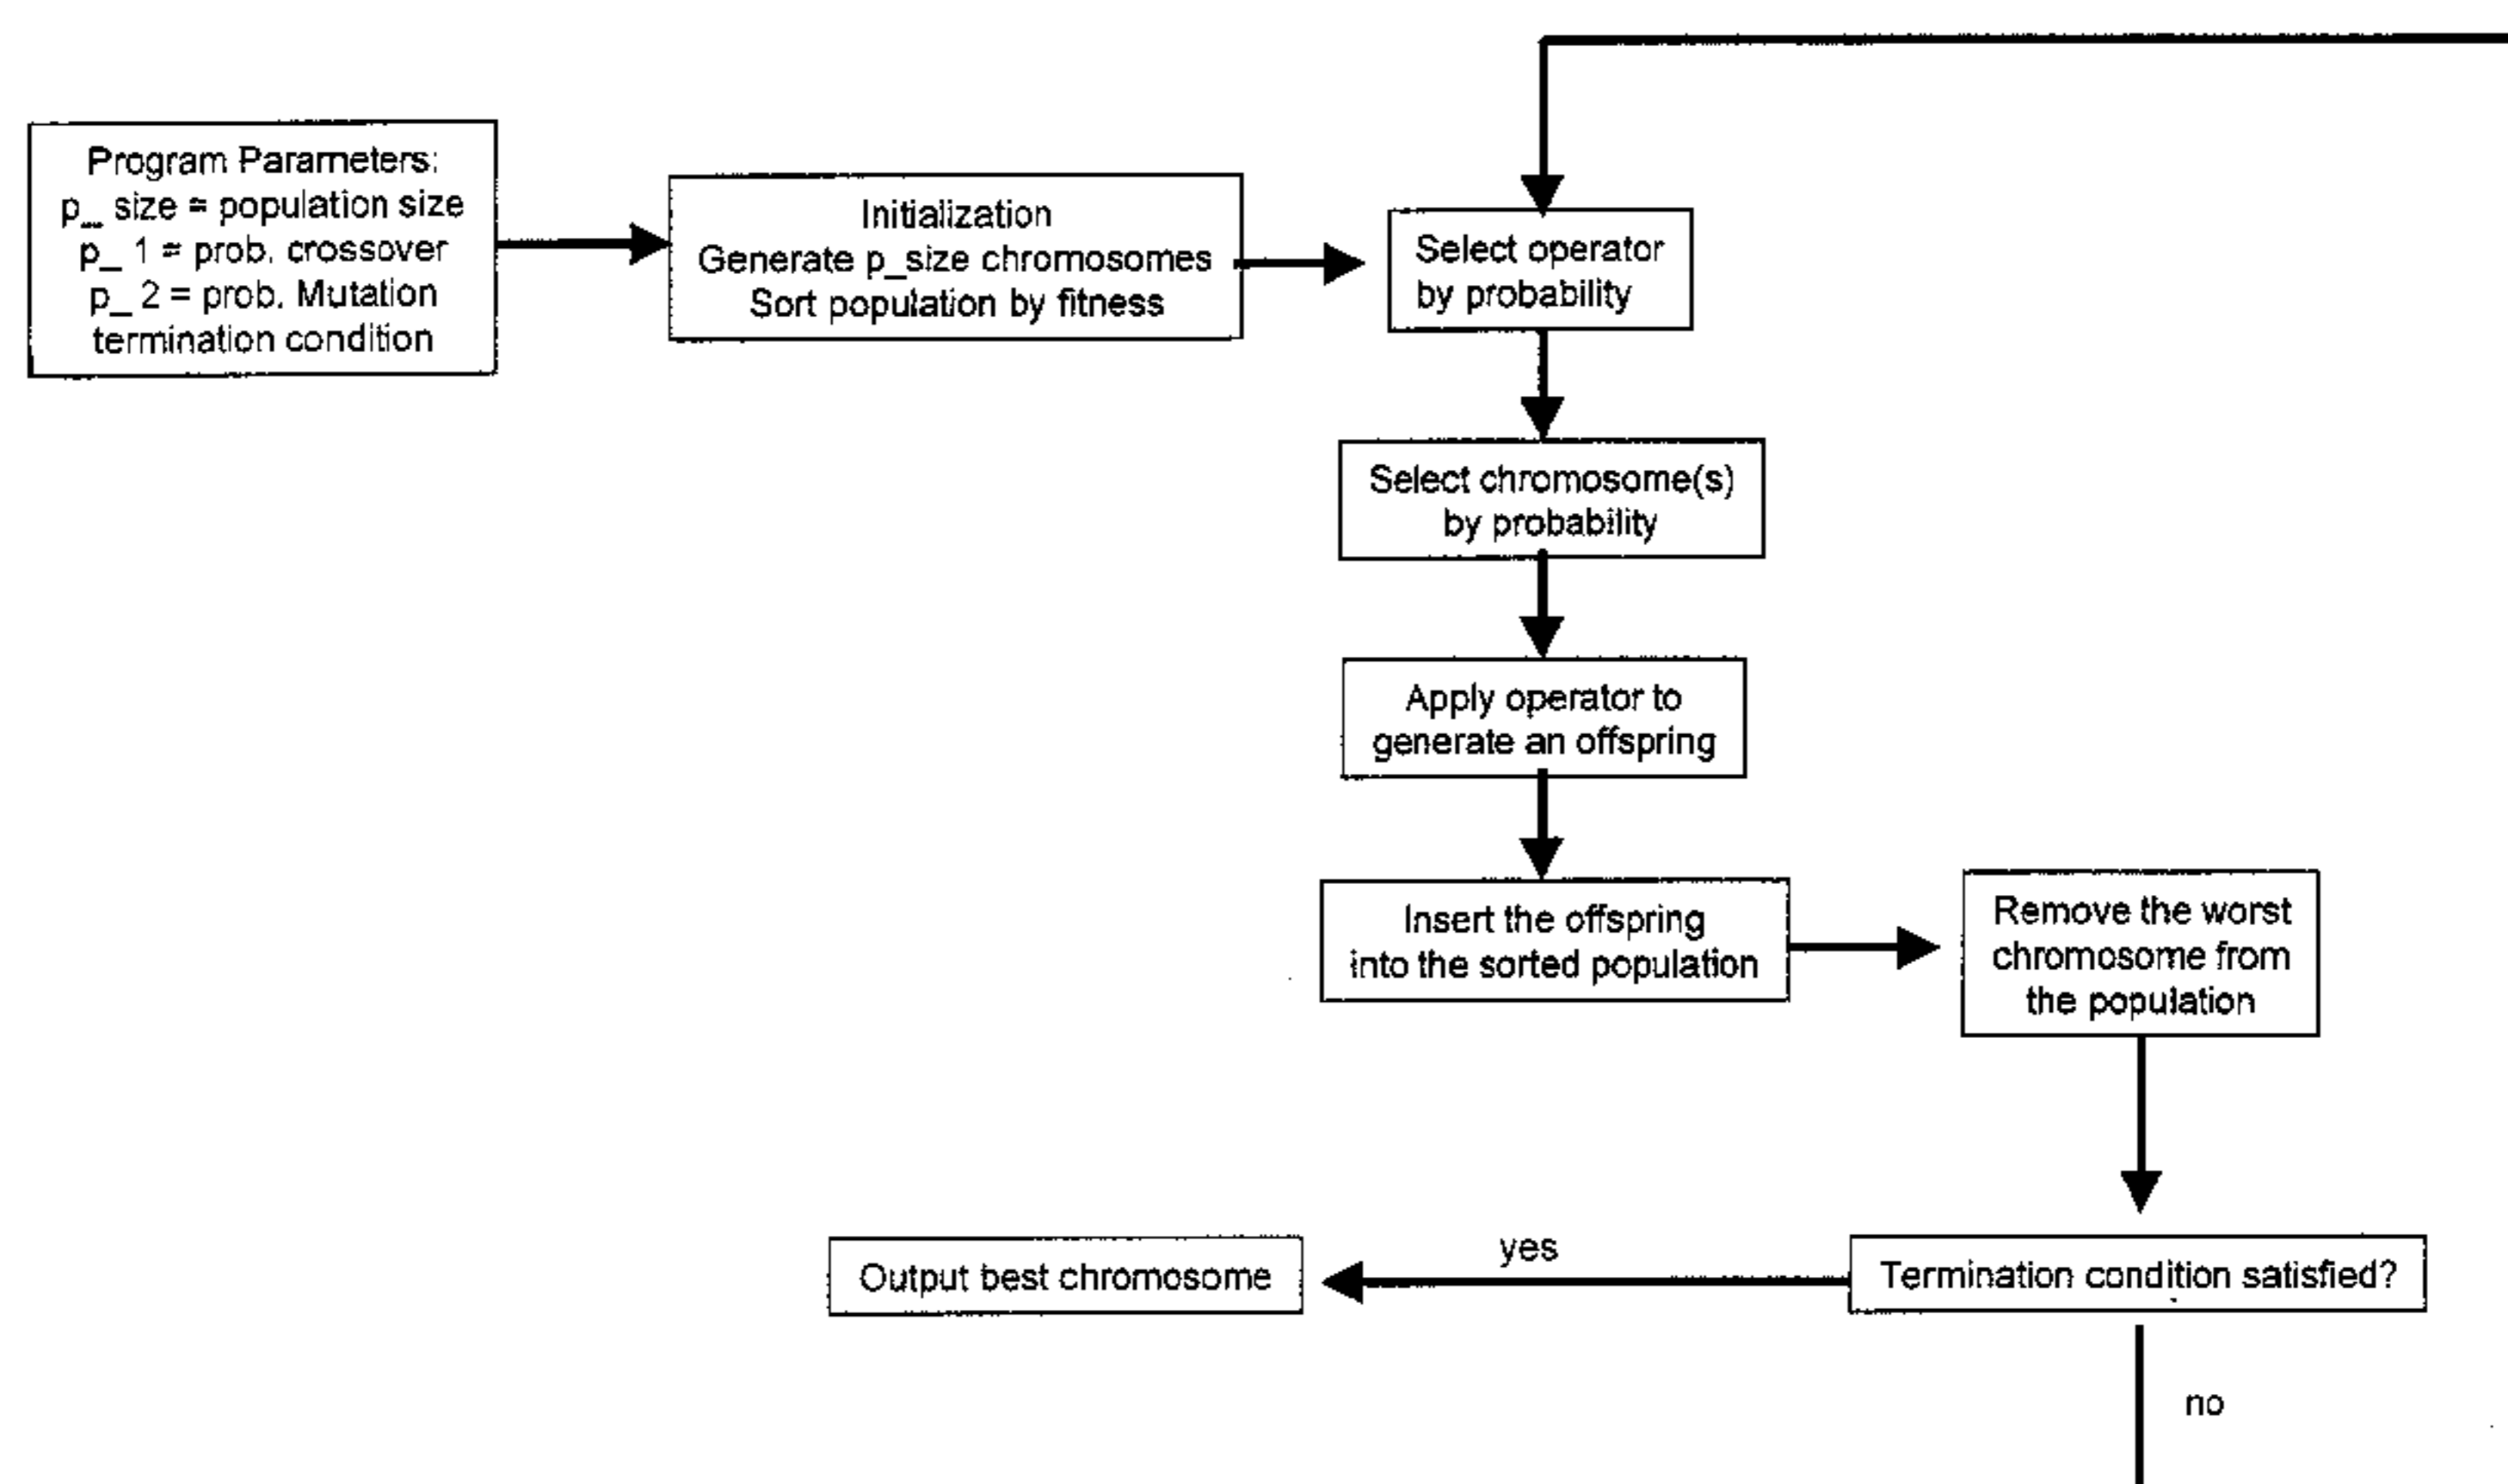 Program Parameters:
p_ size = population size
p_ 1 = prob. crossover
p_ 2 = prob. Mutation
termination condition
Initialization
Generate p_size chromosomes
Sort population by fitness
Select operator
by probability
Select chromosome(s)
by probability
Apply operator to
generate an offspring
Insert the offspring
into the sorted population
Remove the worst
chromosome from
the population
Termination condition satisfied?
yes
Output best chromosome
no